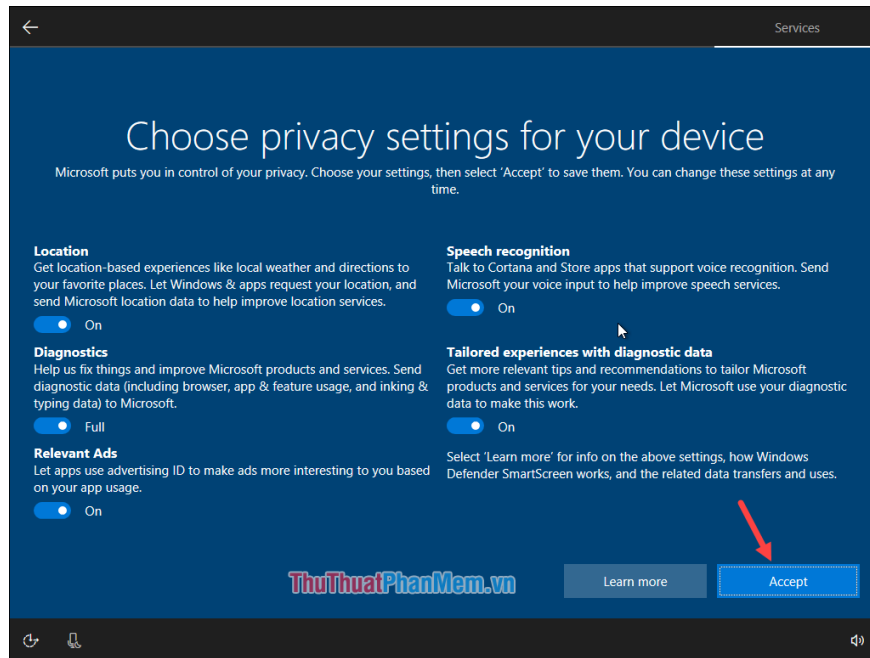 Services
Choose privacy settings for your device
Microsoft puts you in control of your privacy. Choose your settings, then select 'Accept' to save them. You can change these settings at any
time.
Location
Get location-based experiences like local weather and directions to
your favorite places. Let Windows & apps request your location, and
send Microsoft location data to help improve location services.
On
Diagnostics
Help us fix things and improve Microsoft products and services. Send
diagnostic data (including browser, app & feature usage, and inking &
typing data) to Microsoft.
Full
Relevant Ads
Let apps use advertising ID to make ads more interesting to you based
on your app usage.
On
Speech recognition
Talk to Cortana and Store apps that support voice recognition. Send
Microsoft your voice input to help improve speech services.
On
Tailored experiences with diagnostic data
Get more relevant tips and recommendations to tailor Microsoft
products and services for your needs. Let Microsoft use your diagnostic
data to make this work.
On
Select 'Learn more' for info on the above settings, how Windows
Defender SmartScreen works, and the related data transfers and uses.
ThuThuatPhanMem.vn
Learn more
Accept